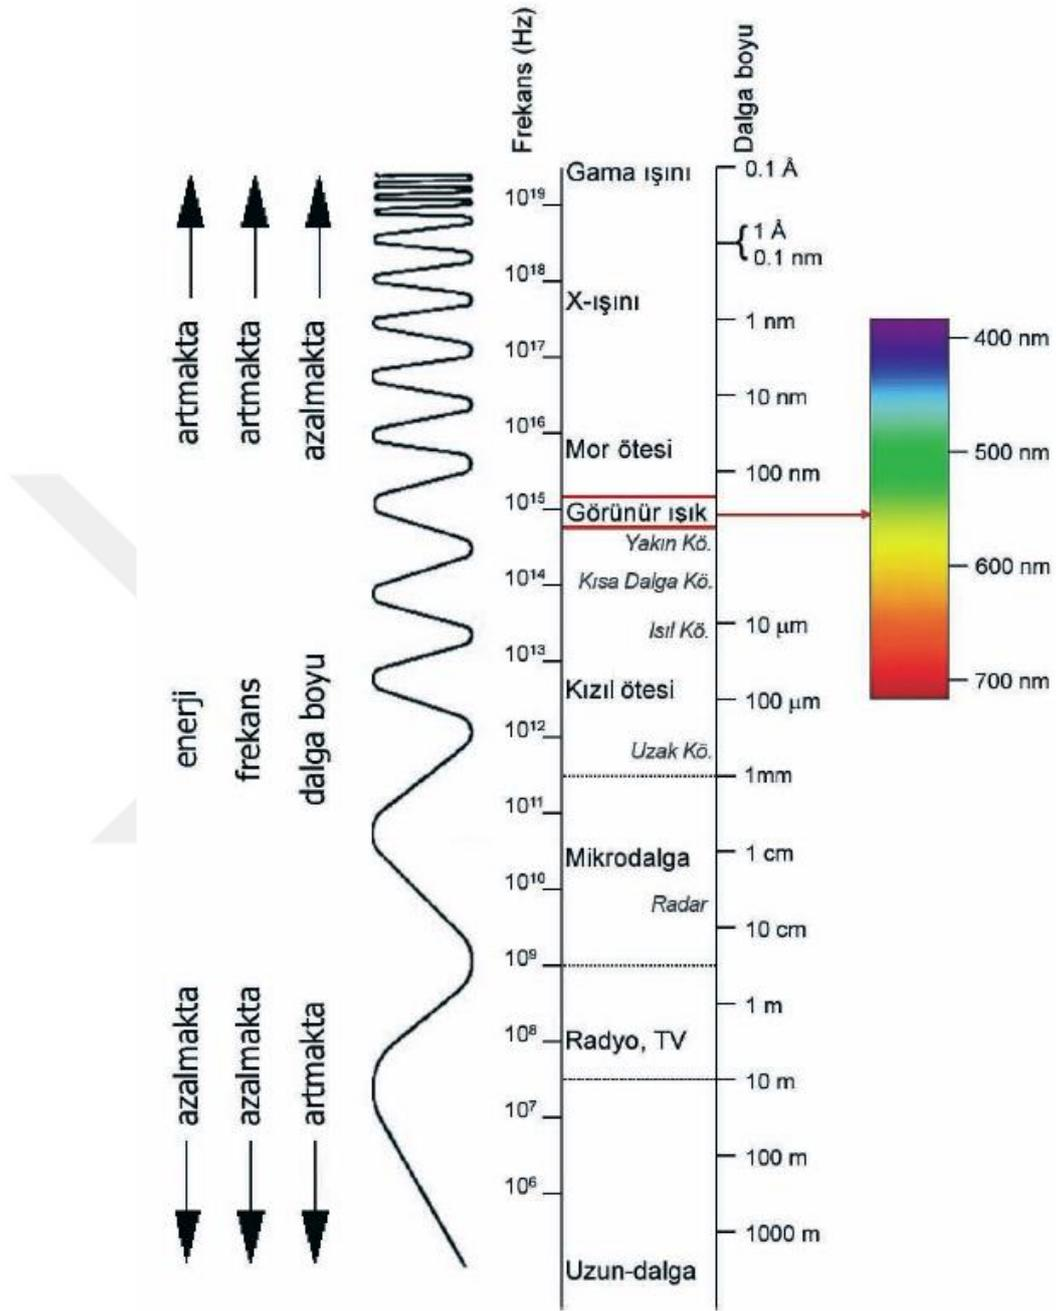 Frekans (Hz)
Dalga boyu
artmakta
artmakta
azalmakta
enerji
frekans
dalga boyu
azalmakta
azalmakta
artmakta
10¹⁹
10¹⁸
10¹⁷
10¹⁶
10¹⁵
10¹⁴
10¹³
10¹²
10¹¹
10¹⁰
10⁹
10⁸
10⁷
10⁶
Gama ışını
X-ışını
Mor ötesi
Görünür ışık
Yakın Kö.
Kısa Dalga Kö.
Isıl Kö.
Kızıl ötesi
Uzak Kö.
Mikrodalga
Radar
Radyo, TV
Uzun-dalga
0.1 Å
1 Å
0.1 nm
1 nm
10 nm
100 nm
10 µm
100 µm
1mm
1 cm
10 cm
1 m
10 m
100 m
1000 m
400 nm
500 nm
600 nm
700 nm